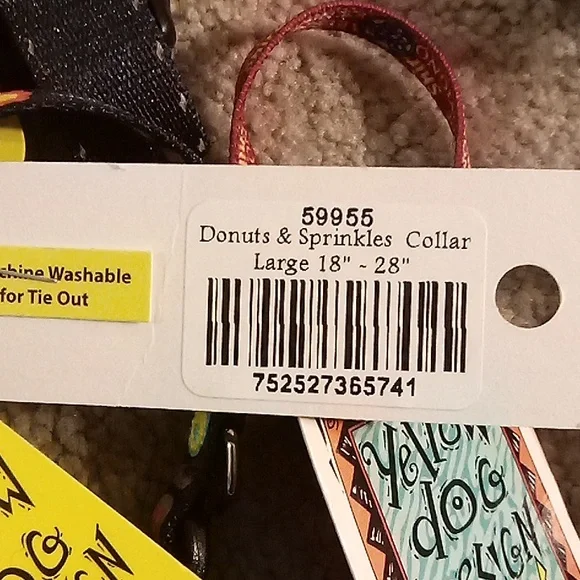 59955
Donuts & Sprinkles Collar
Large 18" ~ 28"
752527365741
Washable
for Tie Out
Yellow
dog